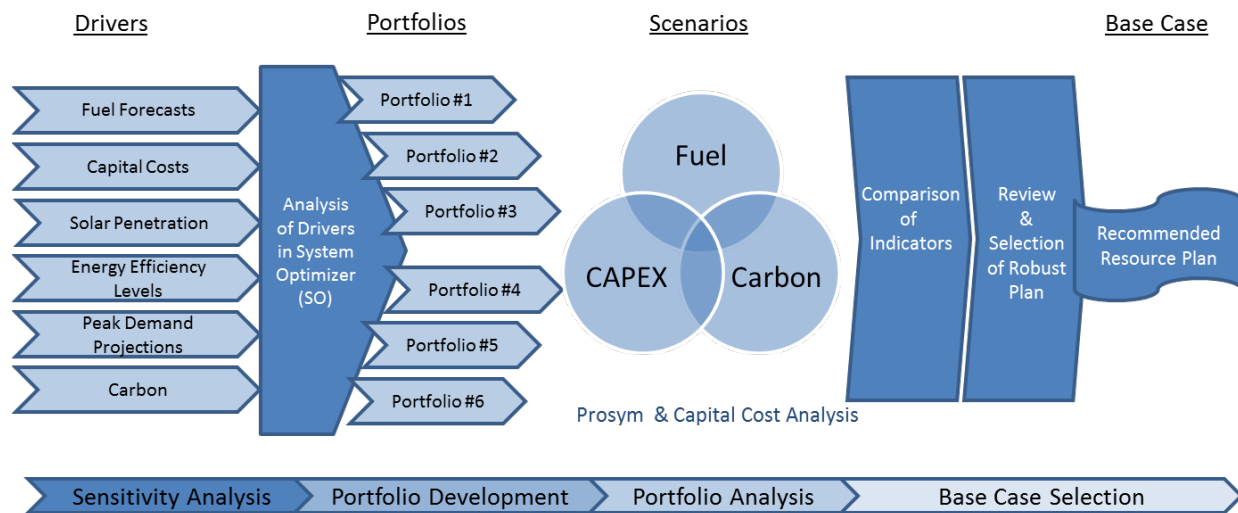 Drivers
Portfolios
Scenarios
Base Case
Fuel Forecasts
Capital Costs
Solar Penetration
Energy Efficiency
Levels
Peak Demand
Projections
Carbon
Analysis
of Drivers
in System
Optimizer
(SO)
Portfolio #1
Portfolio #2
Portfolio #3
Portfolio #4
Portfolio #5
Portfolio #6
Fuel
CAPEX
Carbon
Prosym & Capital Cost Analysis
Comparison
of
Indicators
Review
&
Selection
of Robust
Plan
Recommended
Resource Plan
Sensitivity Analysis
Portfolio Development
Portfolio Analysis
Base Case Selection